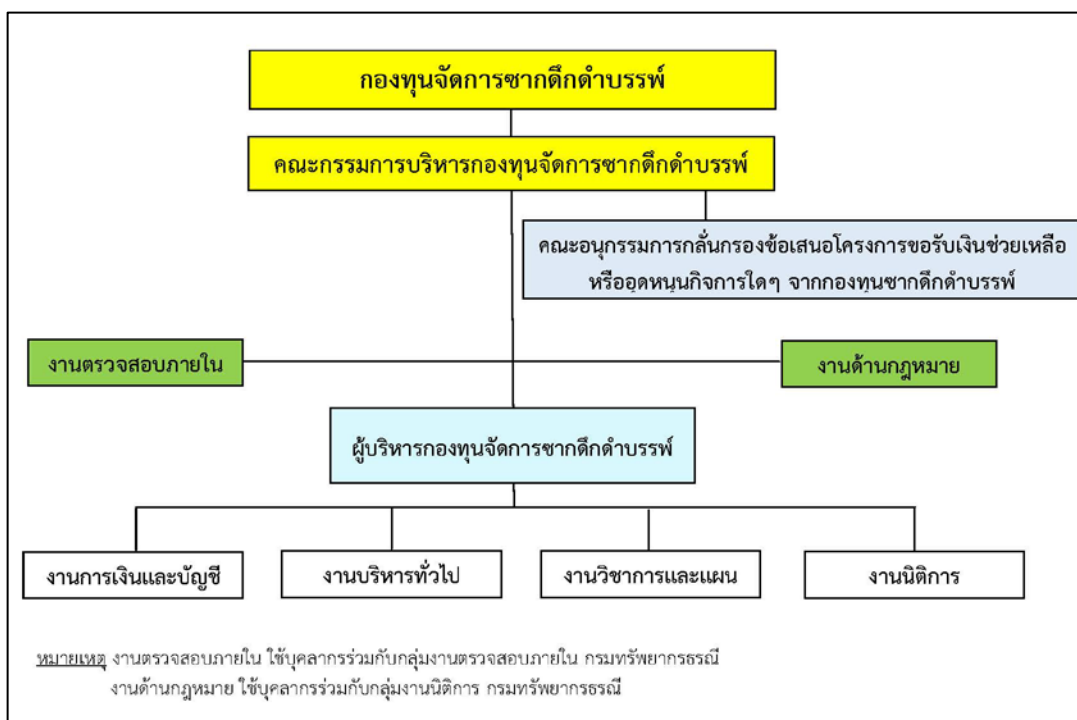 กองทุนจัดการซากดึกดำบรรพ์
คณะกรรมการบริหารกองทุนจัดการซากดึกดำบรรพ์
คณะอนุกรรมการกลั่นกรองข้อเสนอโครงการขอรับเงินช่วยเหลือ
หรืออุดหนุนกิจการใดๆ จากกองทุนซากดึกดำบรรพ์
งานตรวจสอบภายใน
งานด้านกฎหมาย
ผู้บริหารกองทุนจัดการซากดึกดำบรรพ์
งานการเงินและบัญชี
งานบริหารทั่วไป
งานวิชาการและแผน
งานนิติการ
หมายเหตุ งานตรวจสอบภายใน ใช้บุคลากรร่วมกับกลุ่มงานตรวจสอบภายใน กรมทรัพยากรธรณี
งานด้านกฎหมาย ใช้บุคลากรร่วมกับกลุ่มงานนิติการ กรมทรัพยากรธรณี